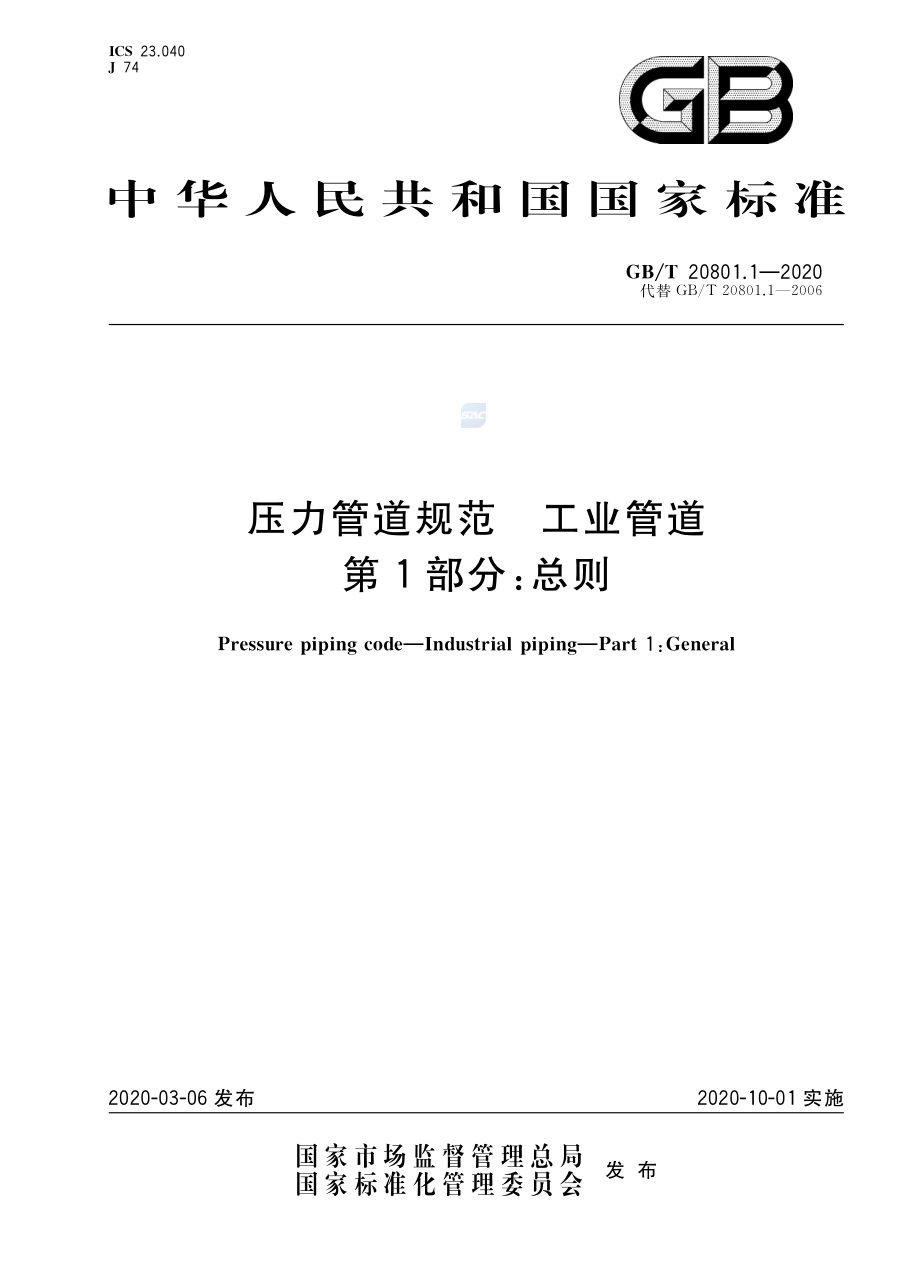 ICS 23.040
J 74
GB
中华人民共和国国家标准
GB/T 20801.1—2020
代替 GB/T 20801.1—2006
SAC
压力管道规范　工业管道
第1部分:总则
Pressure piping code—Industrial piping—Part 1:General
2020-03-06 发布
2020-10-01 实施
国家市场监督管理总局
国家标准化管理委员会
发布